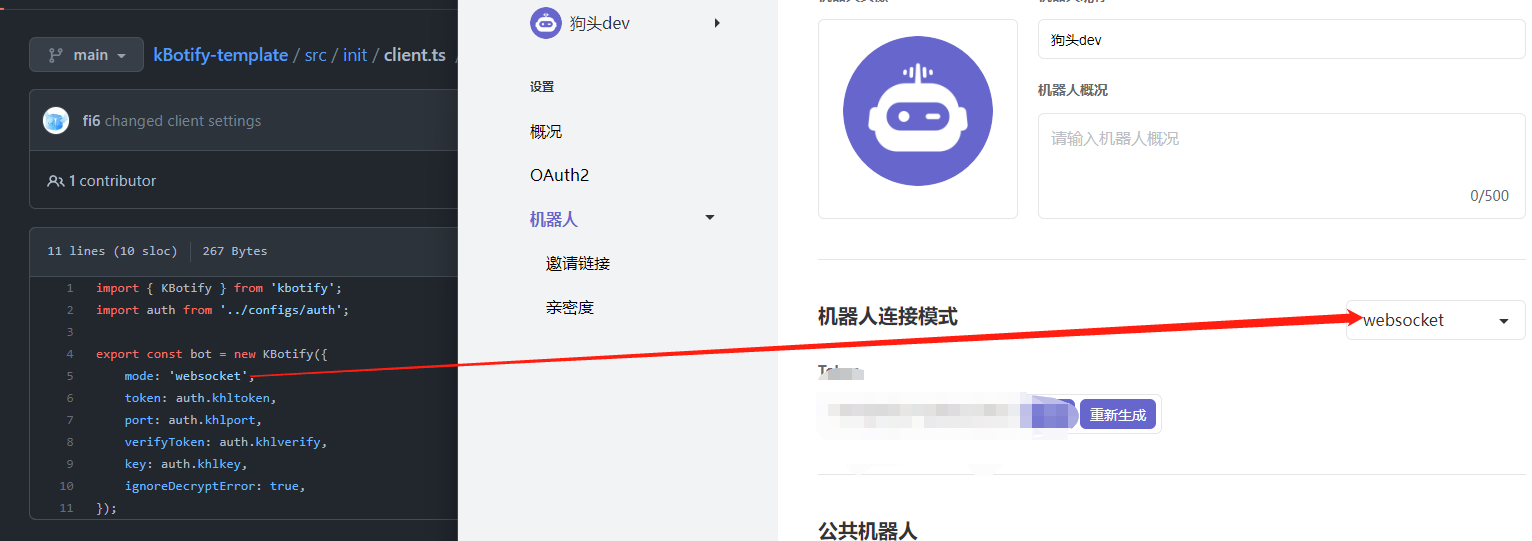 main
kBotify-template / src / init / client.ts /
fi6 changed client settings
1 contributor
11 lines (10 sloc) 267 Bytes
1 import { KBotify } from 'kbotify';
2 import auth from '../configs/auth';
3
4 export const bot = new KBotify({
5 mode: 'websocket',
6 token: auth.khltoken,
7 port: auth.khlport,
8 verifyToken: auth.khlverify,
9 key: auth.khlkey,
10 ignoreDecryptError: true,
11 });
狗头dev
设置
概况
OAuth2
机器人
邀请链接
亲密度
狗头dev
机器人概况
请输入机器人概况
0/500
机器人连接模式
websocket
重新生成
公共机器人